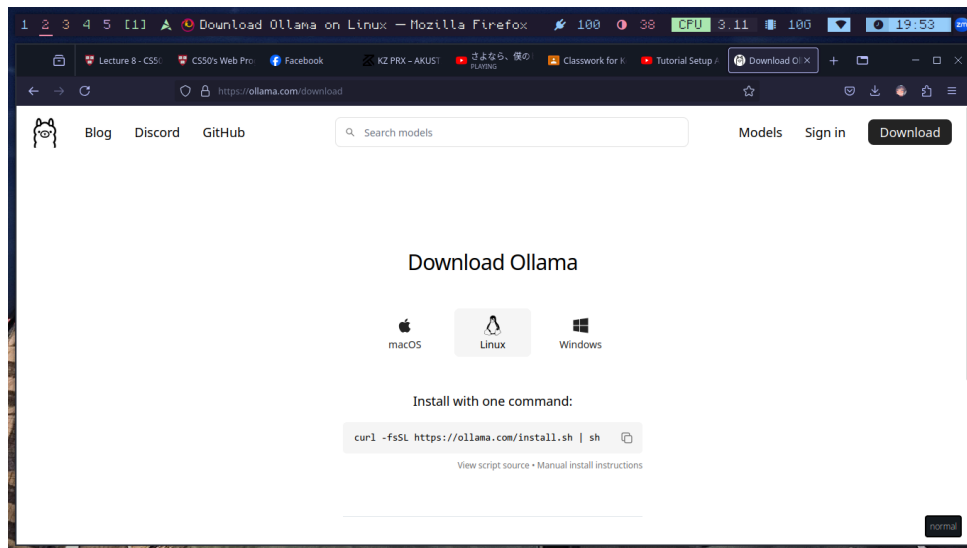 1 2 3 4 5 [1] Download Ollama on Linux — Mozilla Firefox 100 38 CPU 3.11 10G 19:53 zm
Lecture 8 - CS50 CS50's Web Pro Facebook KZ PRX – AKUST さよなら、僕の Classwork for K Tutorial Setup A Download Ol
PLAYING
https://ollama.com/download
Blog Discord GitHub Search models Models Sign in Download
Download Ollama
macOS Linux Windows
Install with one command:
curl -fsSL https://ollama.com/install.sh | sh
View script source • Manual install instructions
normal